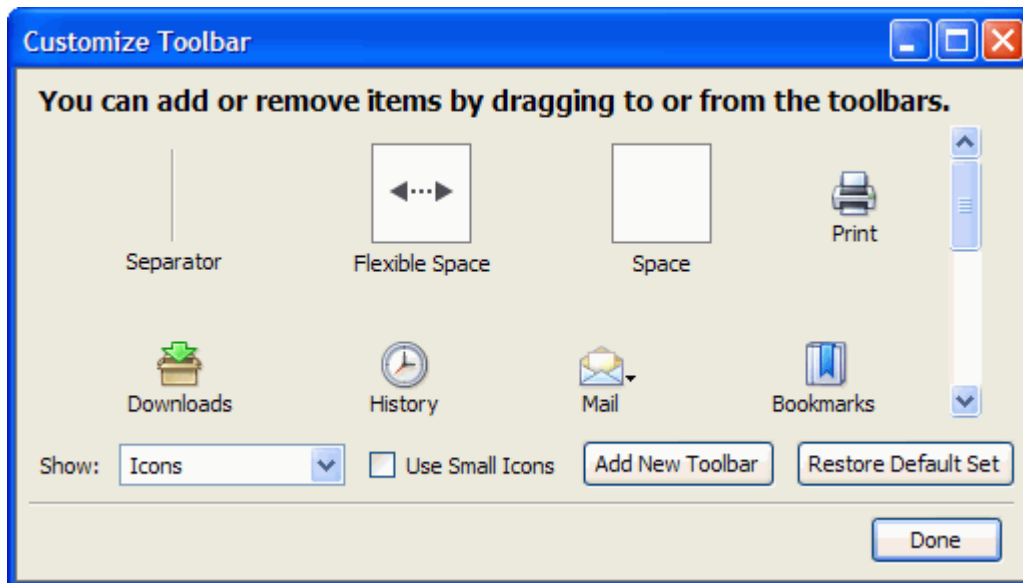 Customize Toolbar
You can add or remove items by dragging to or from the toolbars.
Print
Separator
Flexible Space
Space
Downloads
History
Mail
Bookmarks
Show:
Icons
Use Small Icons
Add New Toolbar
Restore Default Set
Done